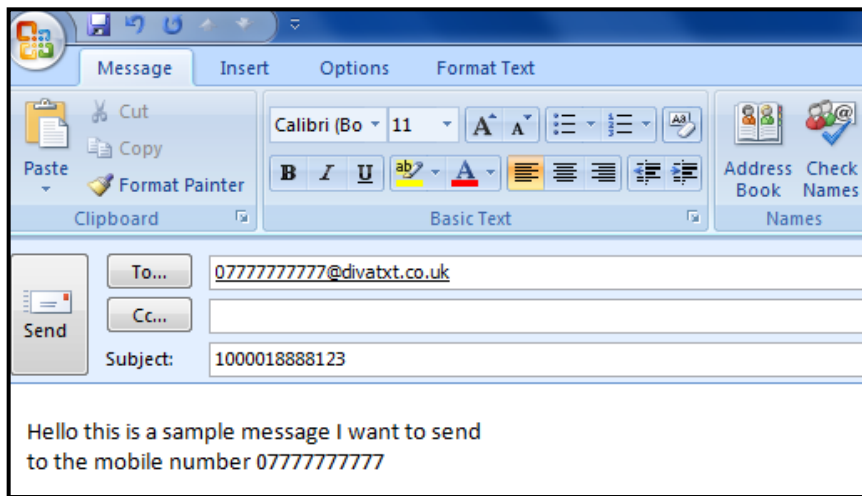 Message Insert Options Format Text
Cut
Copy
Paste
Format Painter
Clipboard
Calibri (Bo 11 A A
B I U ab A
Basic Text
Address Book
Check Names
Names
Send
To... 07777777777@divatxt.co.uk
Cc...
Subject: 1000018888123
Hello this is a sample message I want to send
to the mobile number 07777777777